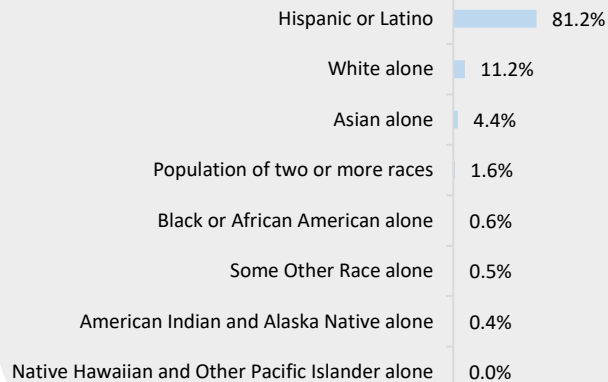 Hispanic or Latino 81.2%
White alone 11.2%
Asian alone 4.4%
Population of two or more races 1.6%
Black or African American alone 0.6%
Some Other Race alone 0.5%
American Indian and Alaska Native alone 0.4%
Native Hawaiian and Other Pacific Islander alone 0.0%